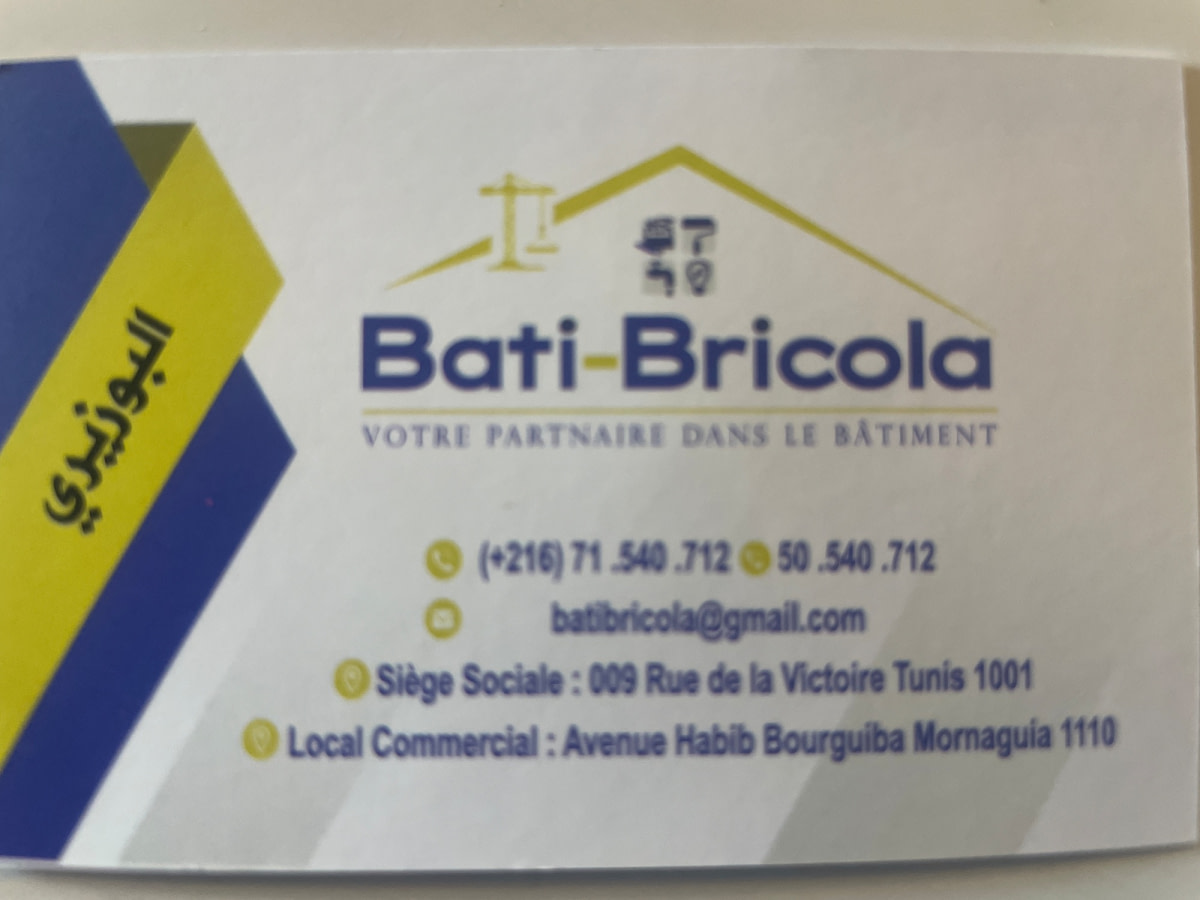 البوزيري
Bati-Bricola
VOTRE PARTNAIRE DANS LE BÂTIMENT
(+216) 71 .540 .712 50 .540 .712
batibricola@gmail.com
Siège Sociale : 009 Rue de la Victoire Tunis 1001
Local Commercial : Avenue Habib Bourguiba Mornaguia 1110